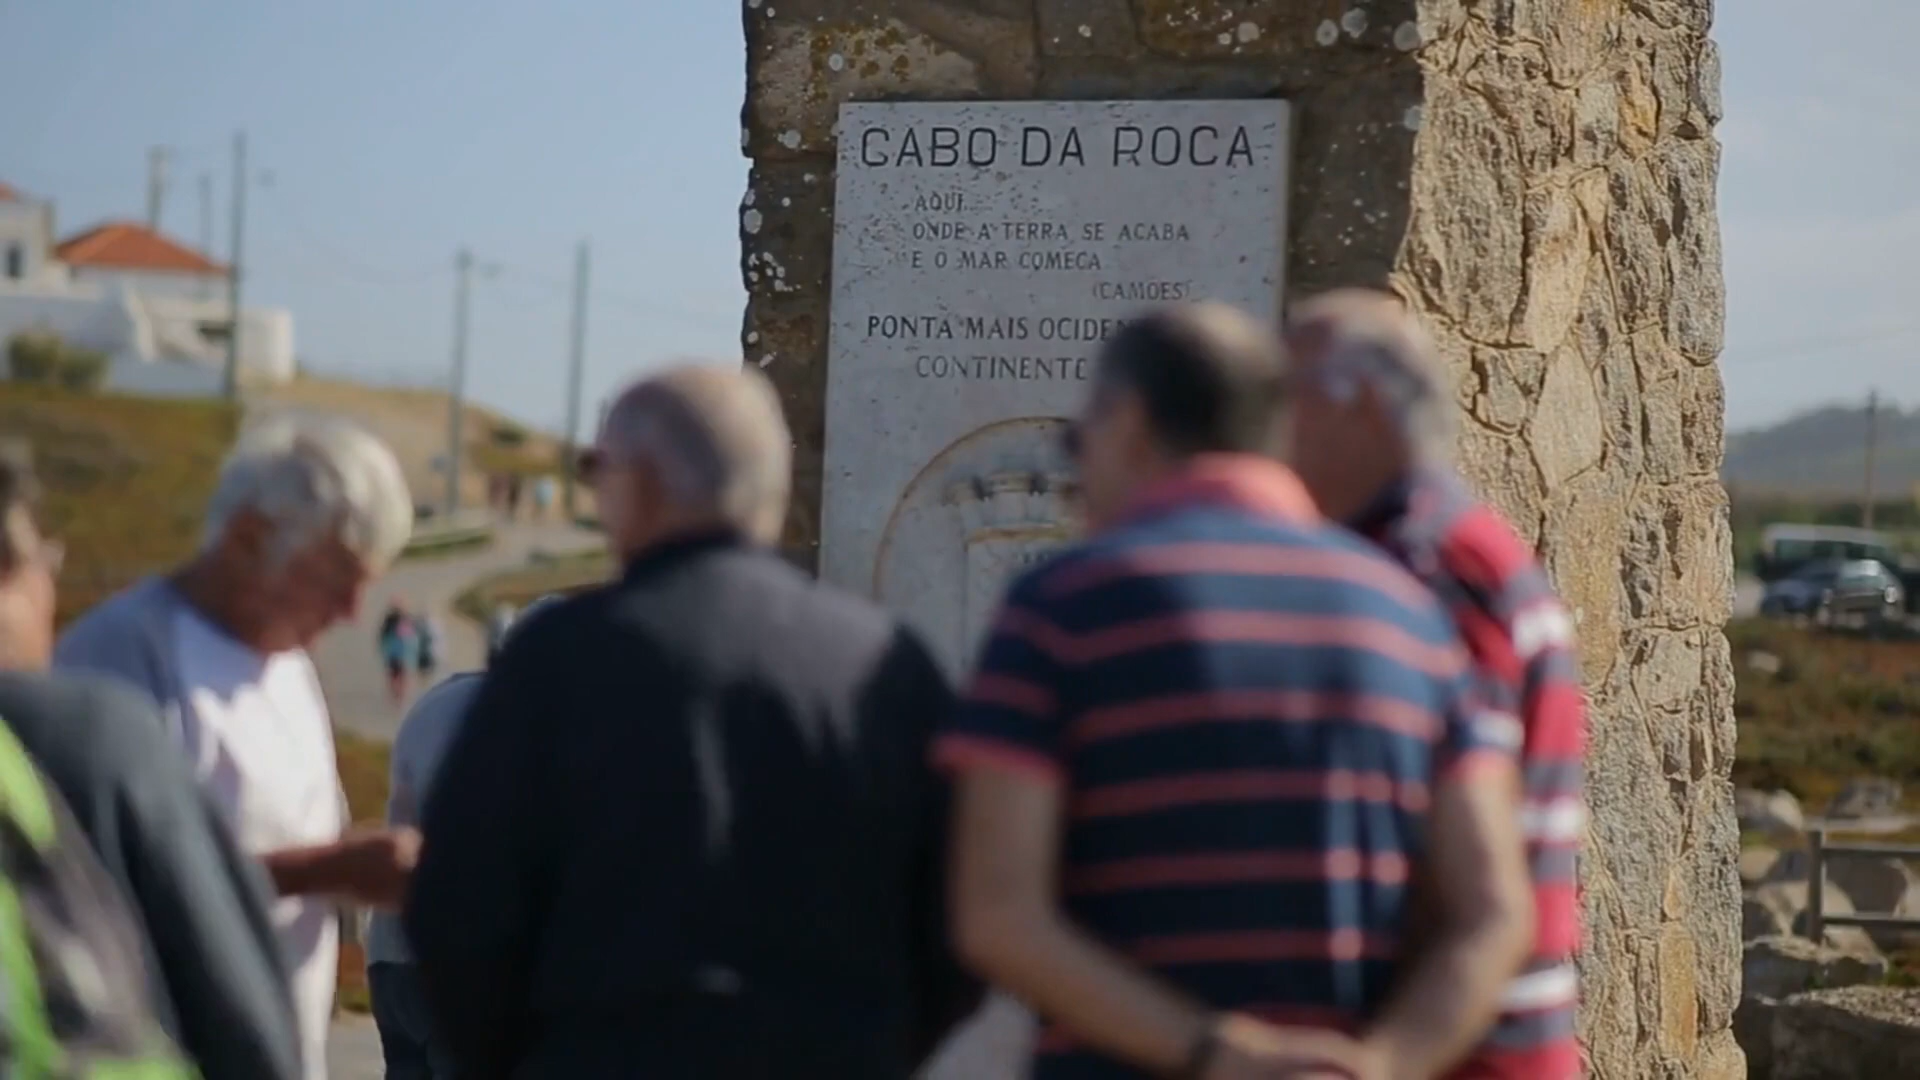 CABO DA ROCA
AQUI...
ONDE A TERRA SE ACABA
E O MAR COMEÇA
(CAMÕES)
PONTA MAIS OCIDEN
CONTINENTE